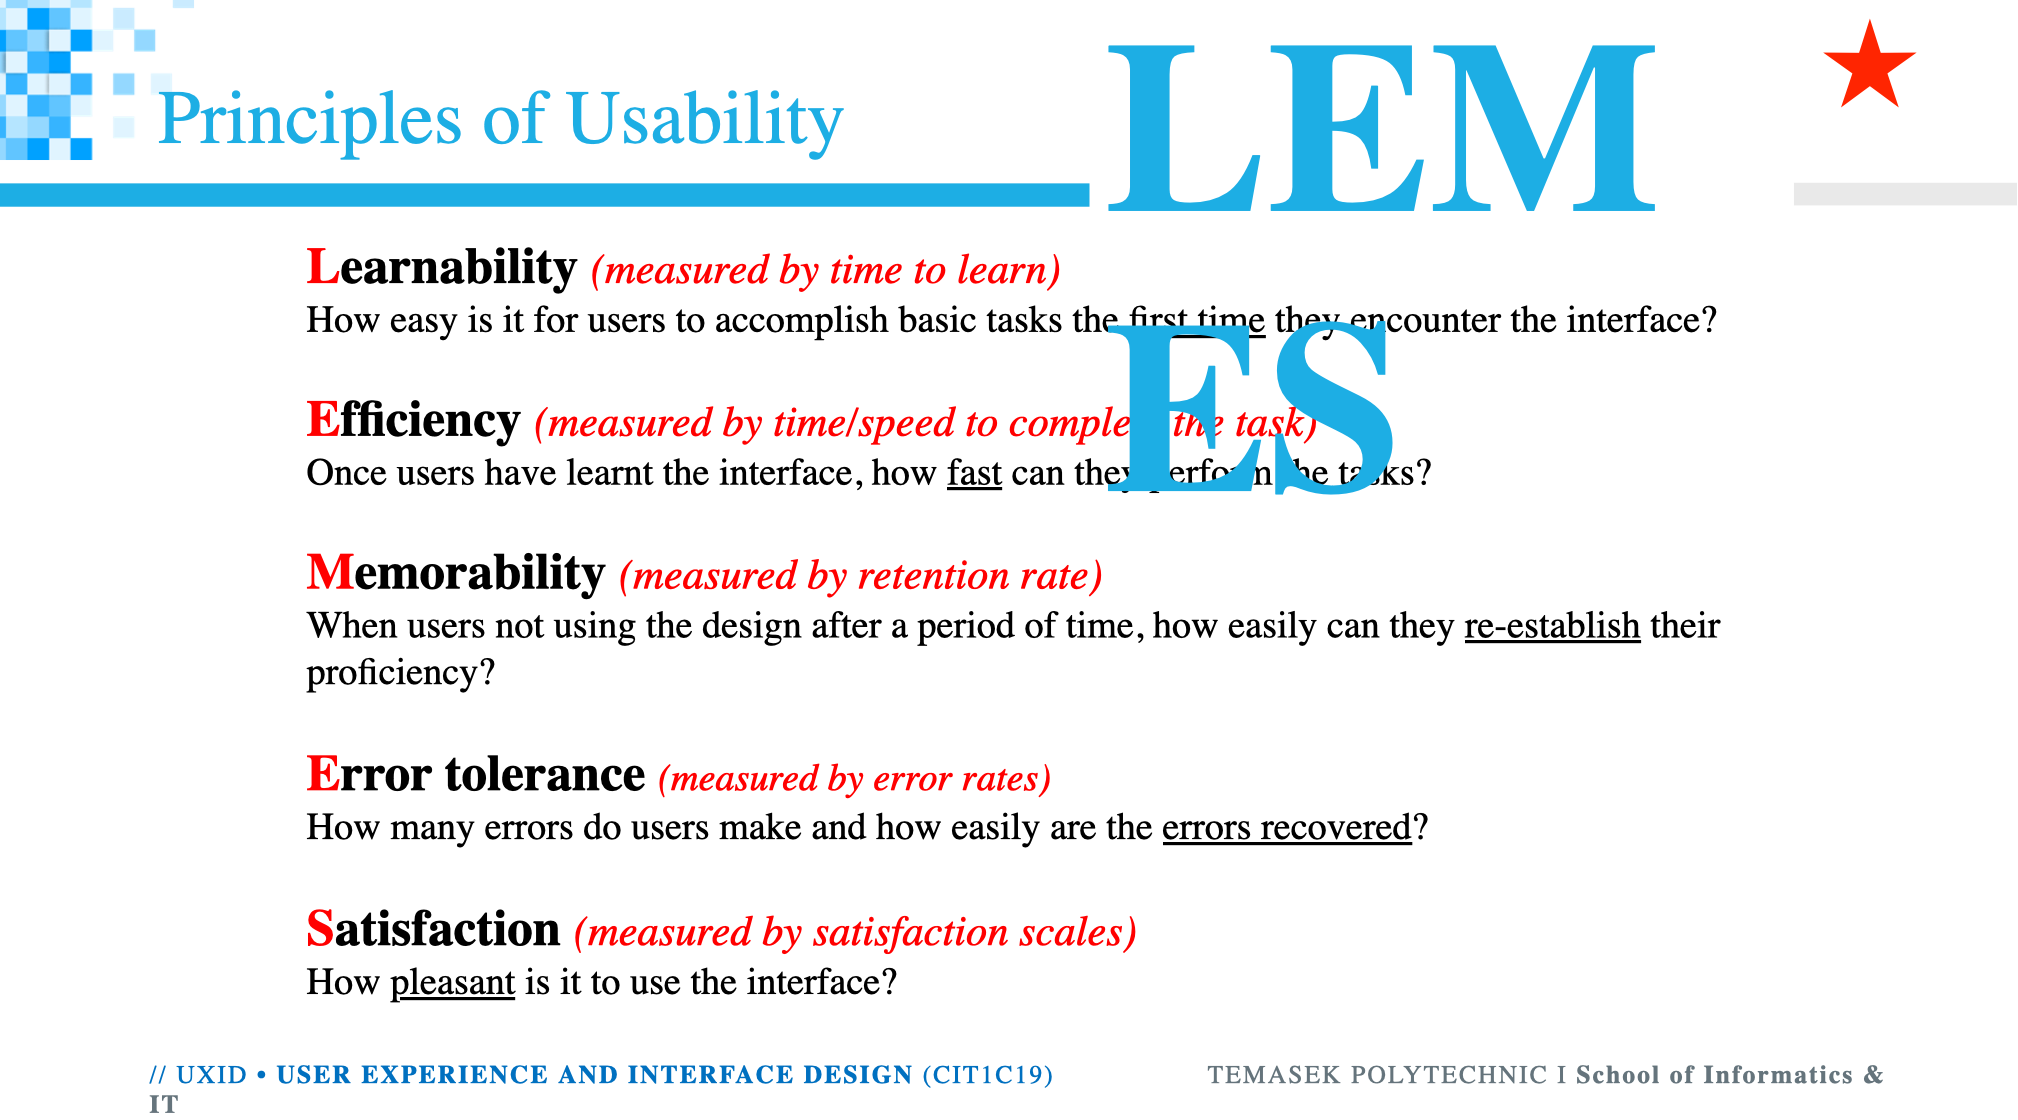 Principles of Usability
LEM
ES
Learnability (measured by time to learn)
How easy is it for users to accomplish basic tasks the first time they encounter the interface?
Efficiency (measured by time/speed to complete the task)
Once users have learnt the interface, how fast can they perform the tasks?
Memorability (measured by retention rate)
When users not using the design after a period of time, how easily can they re-establish their
proficiency?
Error tolerance (measured by error rates)
How many errors do users make and how easily are the errors recovered?
Satisfaction (measured by satisfaction scales)
How pleasant is it to use the interface?
// UXID • USER EXPERIENCE AND INTERFACE DESIGN (CIT1C19) TEMASEK POLYTECHNIC I School of Informatics &
IT